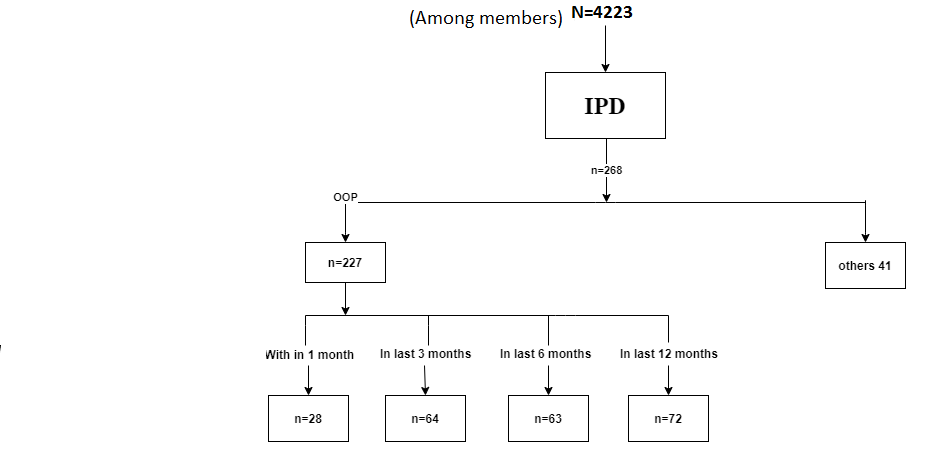 (Among members) N=4223
IPD
n=268
OOP
n=227
others 41
With in 1 month
In last 3 months
In last 6 months
In last 12 months
n=28
n=64
n=63
n=72